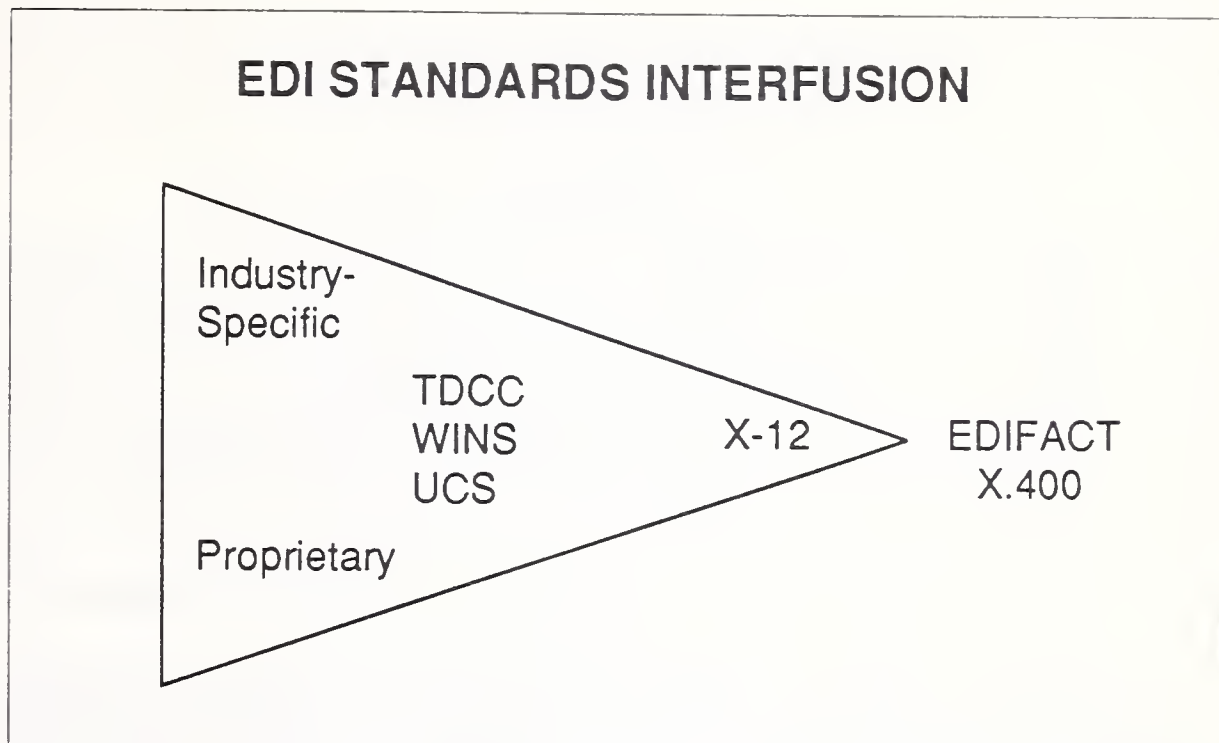 EDI STANDARDS INTERFUSION
Industry-
Specific
TDCC
WINS
UCS
X-12
EDIFACT
X.400
Proprietary